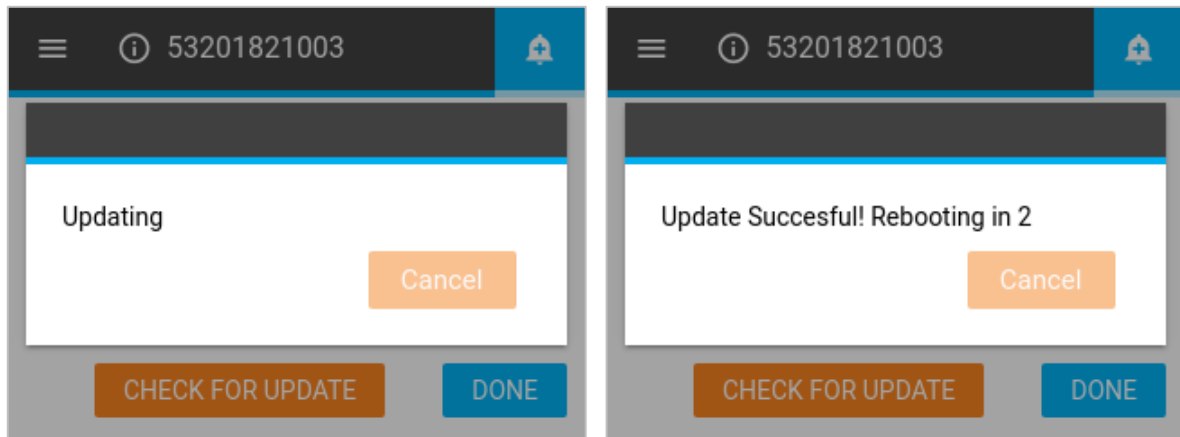 53201821003
Updating
Cancel
CHECK FOR UPDATE DONE
53201821003
Update Succesful! Rebooting in 2
Cancel
CHECK FOR UPDATE DONE